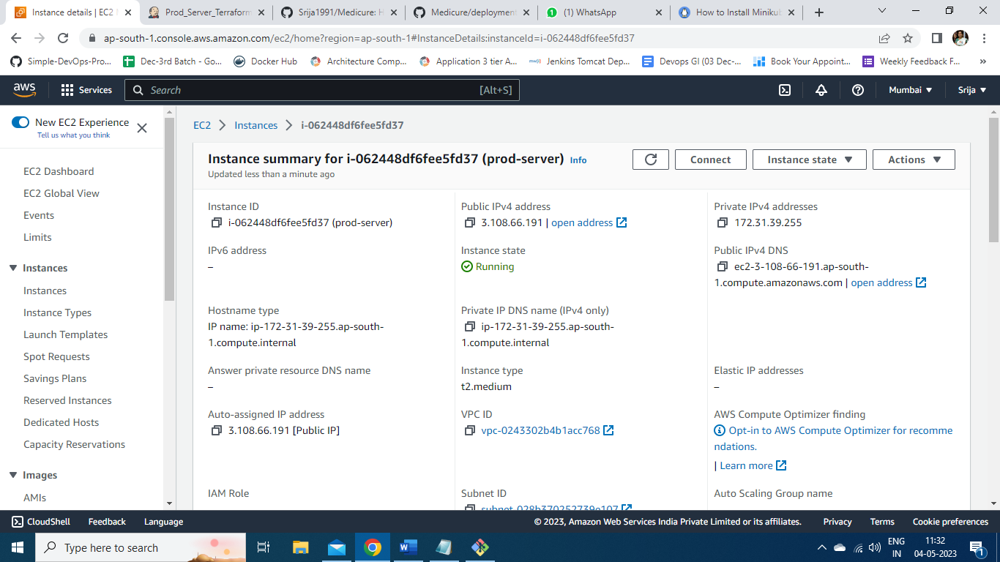 Instance details | EC2 M
Prod_Server_Terraform
Srija1991/Medicure: H
Medicure/deployment
(1) WhatsApp
How to Install Minikub
ap-south-1.console.aws.amazon.com/ec2/home?region=ap-south-1#InstanceDetails:instanceId=i-062448df6fee5fd37
Simple-DevOps-Pro...
Dec-3rd Batch - Go...
Docker Hub
Architecture Comp...
Application 3 tier A...
Jenkins Tomcat Dep...
Devops GI (03 Dec-...
Book Your Appoint...
Weekly Feedback F...
aws
Services
Search
[Alt+S]
Mumbai
Srija
New EC2 Experience
Tell us what you think
EC2 Dashboard
EC2 Global View
Events
Limits
Instances
Instances
Instance Types
Launch Templates
Spot Requests
Savings Plans
Reserved Instances
Dedicated Hosts
Capacity Reservations
Images
AMIs
EC2
Instances
i-062448df6fee5fd37
Instance summary for i-062448df6fee5fd37 (prod-server) Info
Updated less than a minute ago
Connect
Instance state
Actions
Instance ID
i-062448df6fee5fd37 (prod-server)
Public IPv4 address
3.108.66.191 | open address
Private IPv4 addresses
172.31.39.255
IPv6 address
–
Instance state
Running
Public IPv4 DNS
ec2-3-108-66-191.ap-south-
1.compute.amazonaws.com | open address
Hostname type
IP name: ip-172-31-39-255.ap-south-
1.compute.internal
Private IP DNS name (IPv4 only)
ip-172-31-39-255.ap-south-
1.compute.internal
Answer private resource DNS name
–
Instance type
t2.medium
Elastic IP addresses
–
Auto-assigned IP address
3.108.66.191 [Public IP]
VPC ID
vpc-0243302b4b1acc768
AWS Compute Optimizer finding
Opt-in to AWS Compute Optimizer for recomme
ndations.
| Learn more
IAM Role
Subnet ID
subnet-028b370252739e107
Auto Scaling Group name
CloudShell
Feedback
Language
© 2023, Amazon Web Services India Private Limited or its affiliates.
Privacy
Terms
Cookie preferences
Type here to search
ENG
IN
11:32
04-05-2023
1